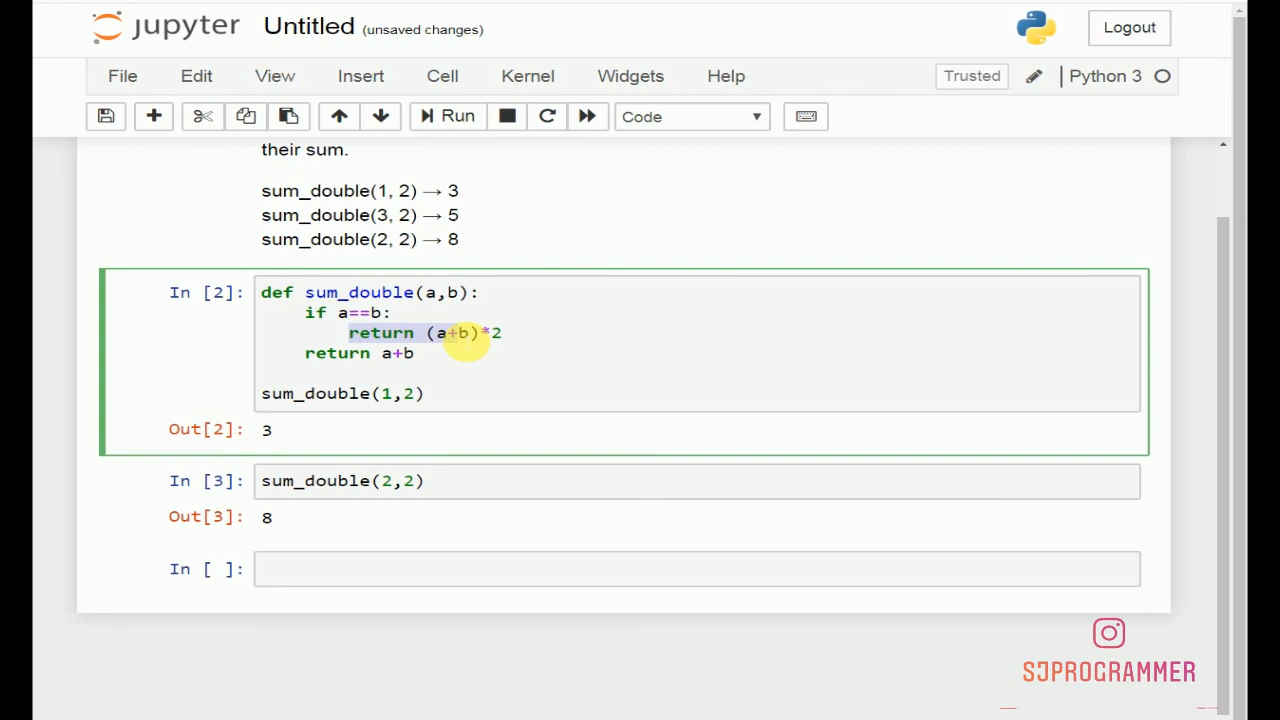 jupyter Untitled (unsaved changes) Logout
File Edit View Insert Cell Kernel Widgets Help Trusted Python 3
Run Code
their sum.
sum_double(1, 2) → 3
sum_double(3, 2) → 5
sum_double(2, 2) → 8
In [2]: def sum_double(a,b):
if a==b:
return (a+b)*2
return a+b
sum_double(1,2)
Out[2]: 3
In [3]: sum_double(2,2)
Out[3]: 8
In [ ]:
SJPROGRAMMER